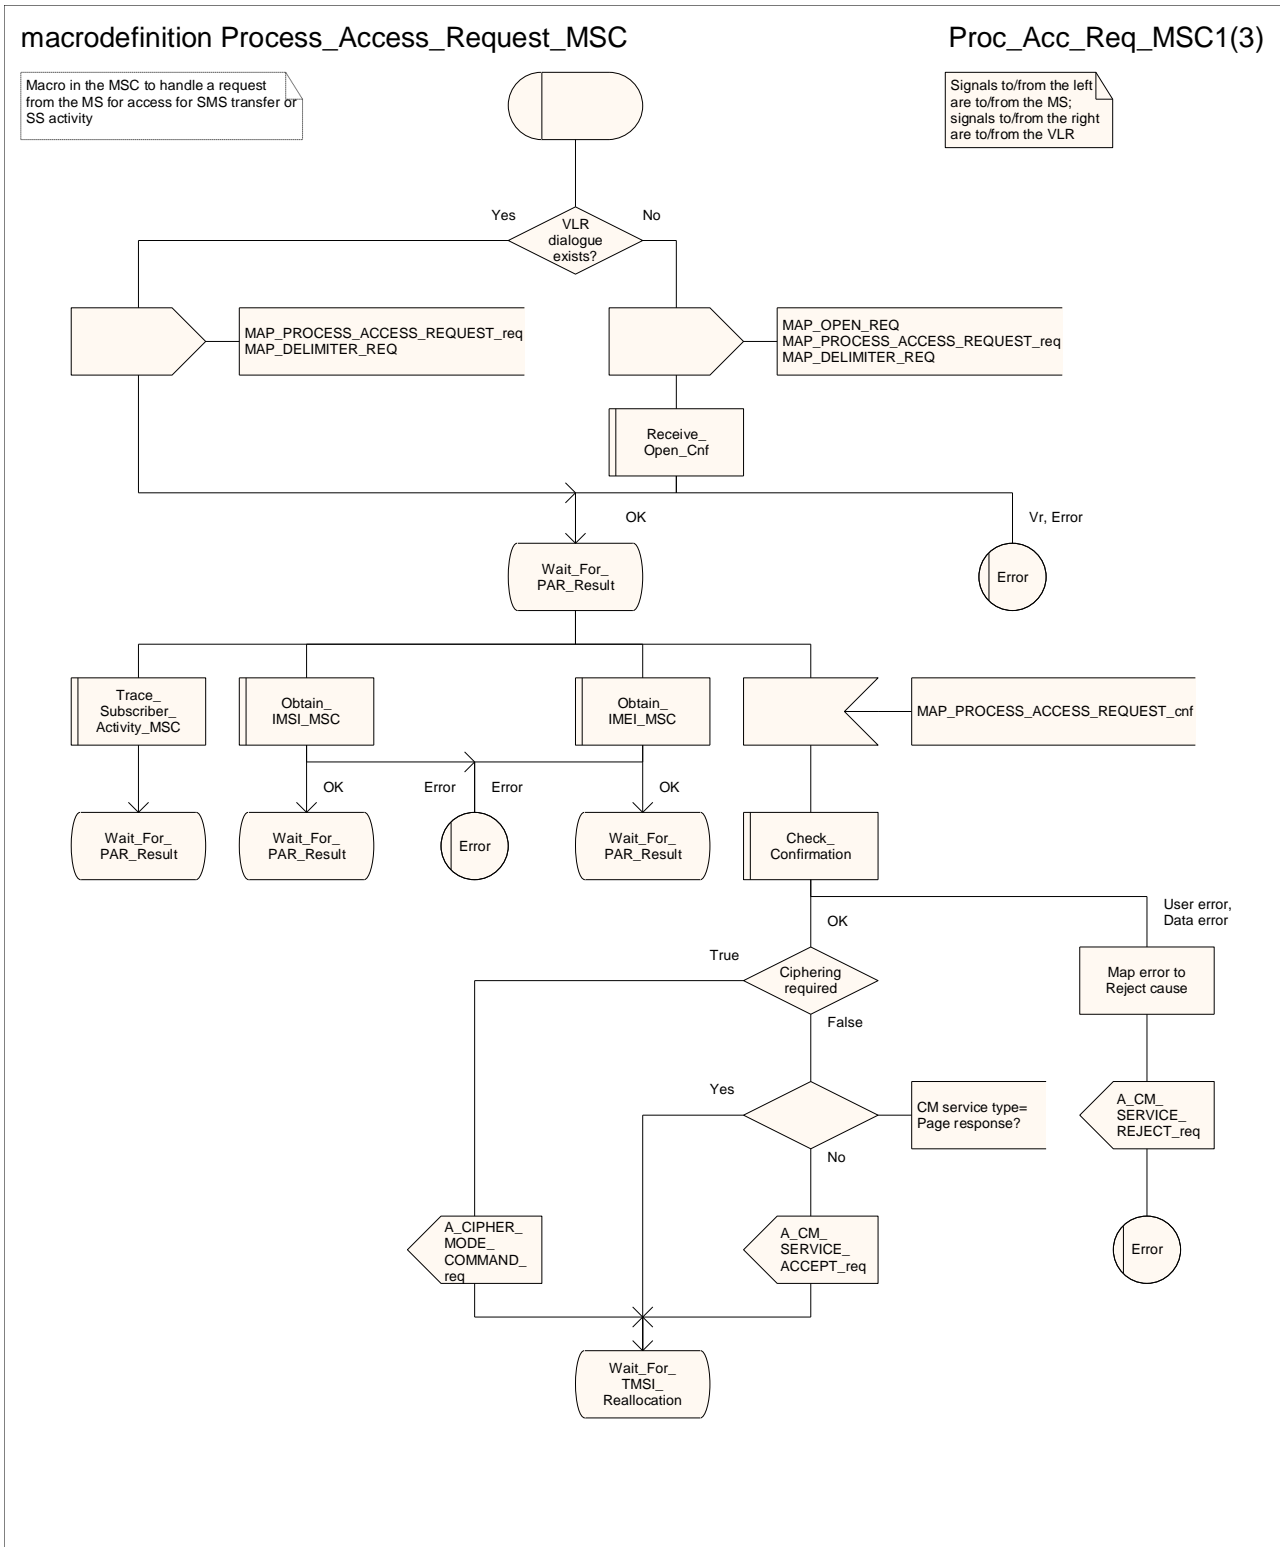 macrodefinition Process_Access_Request_MSC
Proc_Acc_Req_MSC1(3)
Macro in the MSC to handle a request
from the MS for access for SMS transfer or
SS activity
Signals to/from the left
are to/from the MS;
signals to/from the right
are to/from the VLR
Yes
No
VLR
dialogue
exists?
MAP_PROCESS_ACCESS_REQUEST_req
MAP_DELIMITER_REQ
MAP_OPEN_REQ
MAP_PROCESS_ACCESS_REQUEST_req
MAP_DELIMITER_REQ
Receive_
Open_Cnf
OK
Vr, Error
Wait_For_
PAR_Result
Error
Trace_
Subscriber_
Activity_MSC
Obtain_
IMSI_MSC
Obtain_
IMEI_MSC
MAP_PROCESS_ACCESS_REQUEST_cnf
OK
Error
Error
OK
Wait_For_
PAR_Result
Wait_For_
PAR_Result
Error
Wait_For_
PAR_Result
Check_
Confirmation
User error,
Data error
OK
True
Ciphering
required
Map error to
Reject cause
False
Yes
CM service type=
Page response?
A_CM_
SERVICE_
REJECT_req
No
A_CIPHER_
MODE_
COMMAND_
req
A_CM_
SERVICE_
ACCEPT_req
Error
Wait_For_
TMSI_
Reallocation